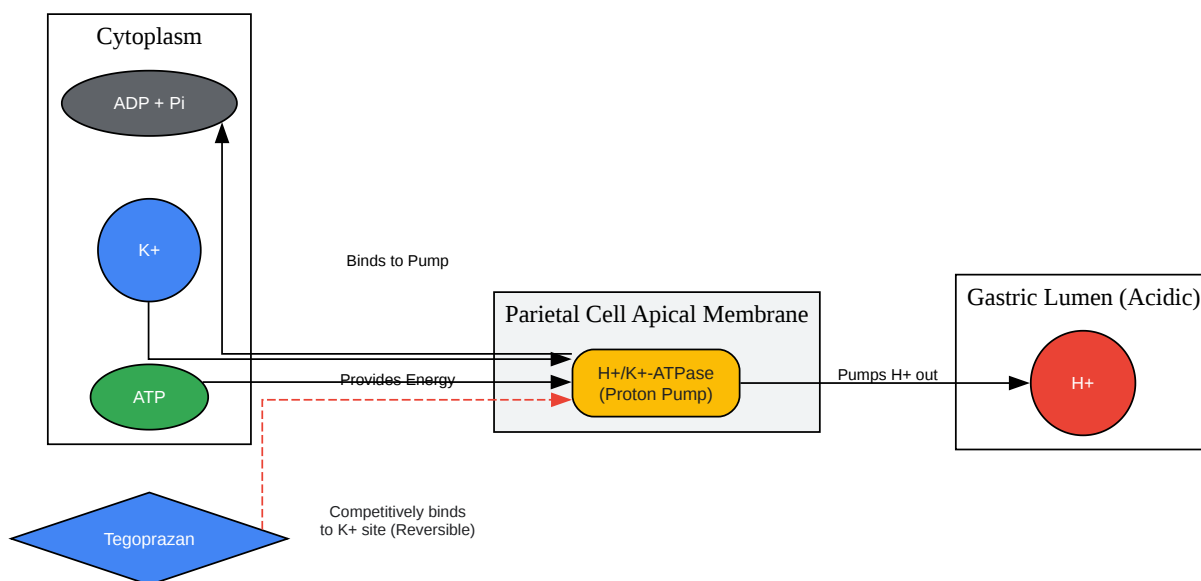 Cytoplasm
ADP + Pi
K+
Binds to Pump
Parietal Cell Apical Membrane
Gastric Lumen (Acidic)
H+/K+-ATPase
(Proton Pump)
Provides Energy
Pumps H+ out
H+
ATP
Competitively binds
to K+ site (Reversible)
Tegoprazan